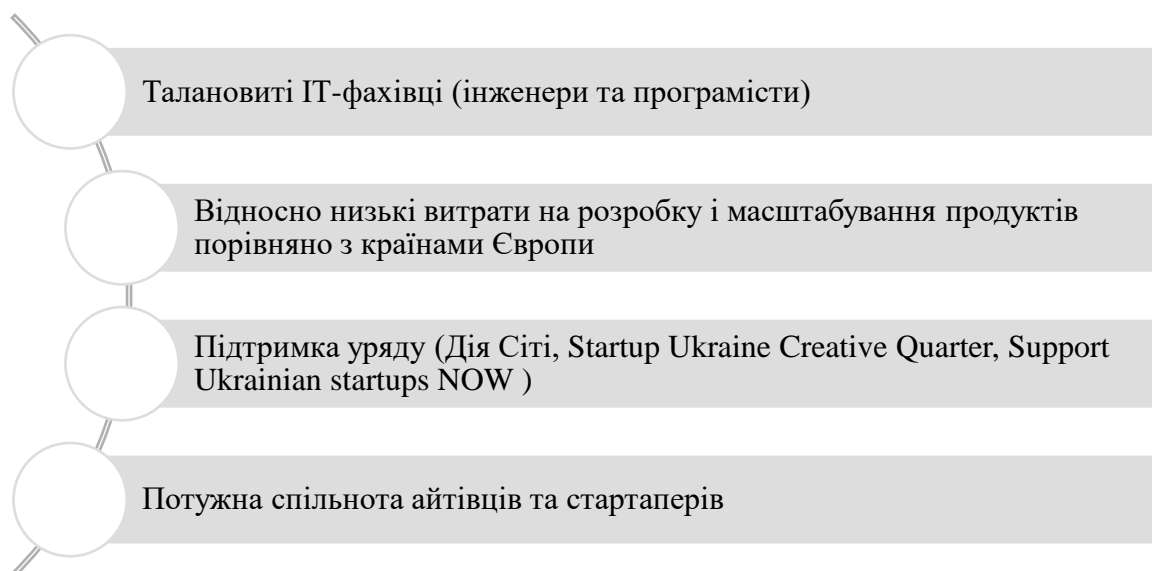 Талановиті ІТ-фахівці (інженери та програмісти)
Відносно низькі витрати на розробку і масштабування продуктів
порівняно з країнами Європи
Підтримка уряду (Дія Сіті, Startup Ukraine Creative Quarter, Support
Ukrainian startups NOW )
Потужна спільнота айтівців та стартаперів